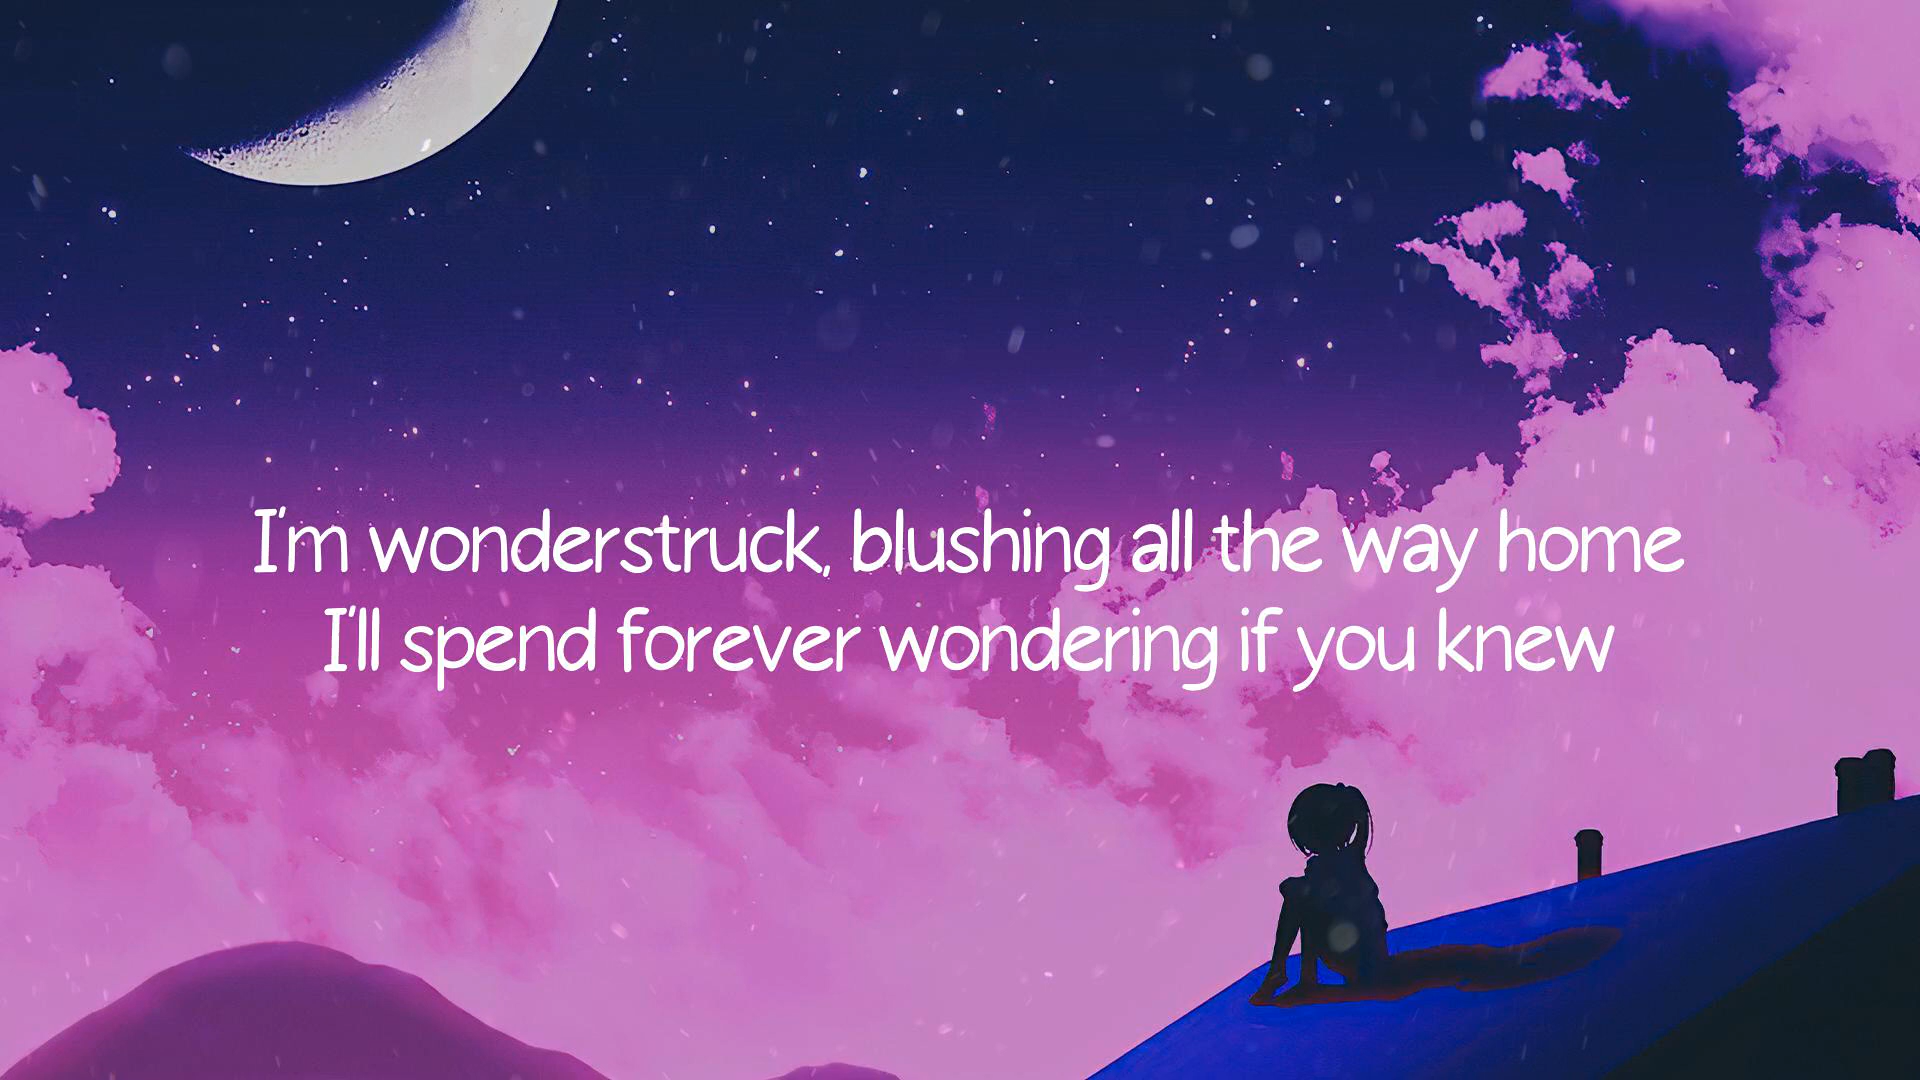 I'm wonderstruck, blushing all the way home
I'll spend forever wondering if you knew